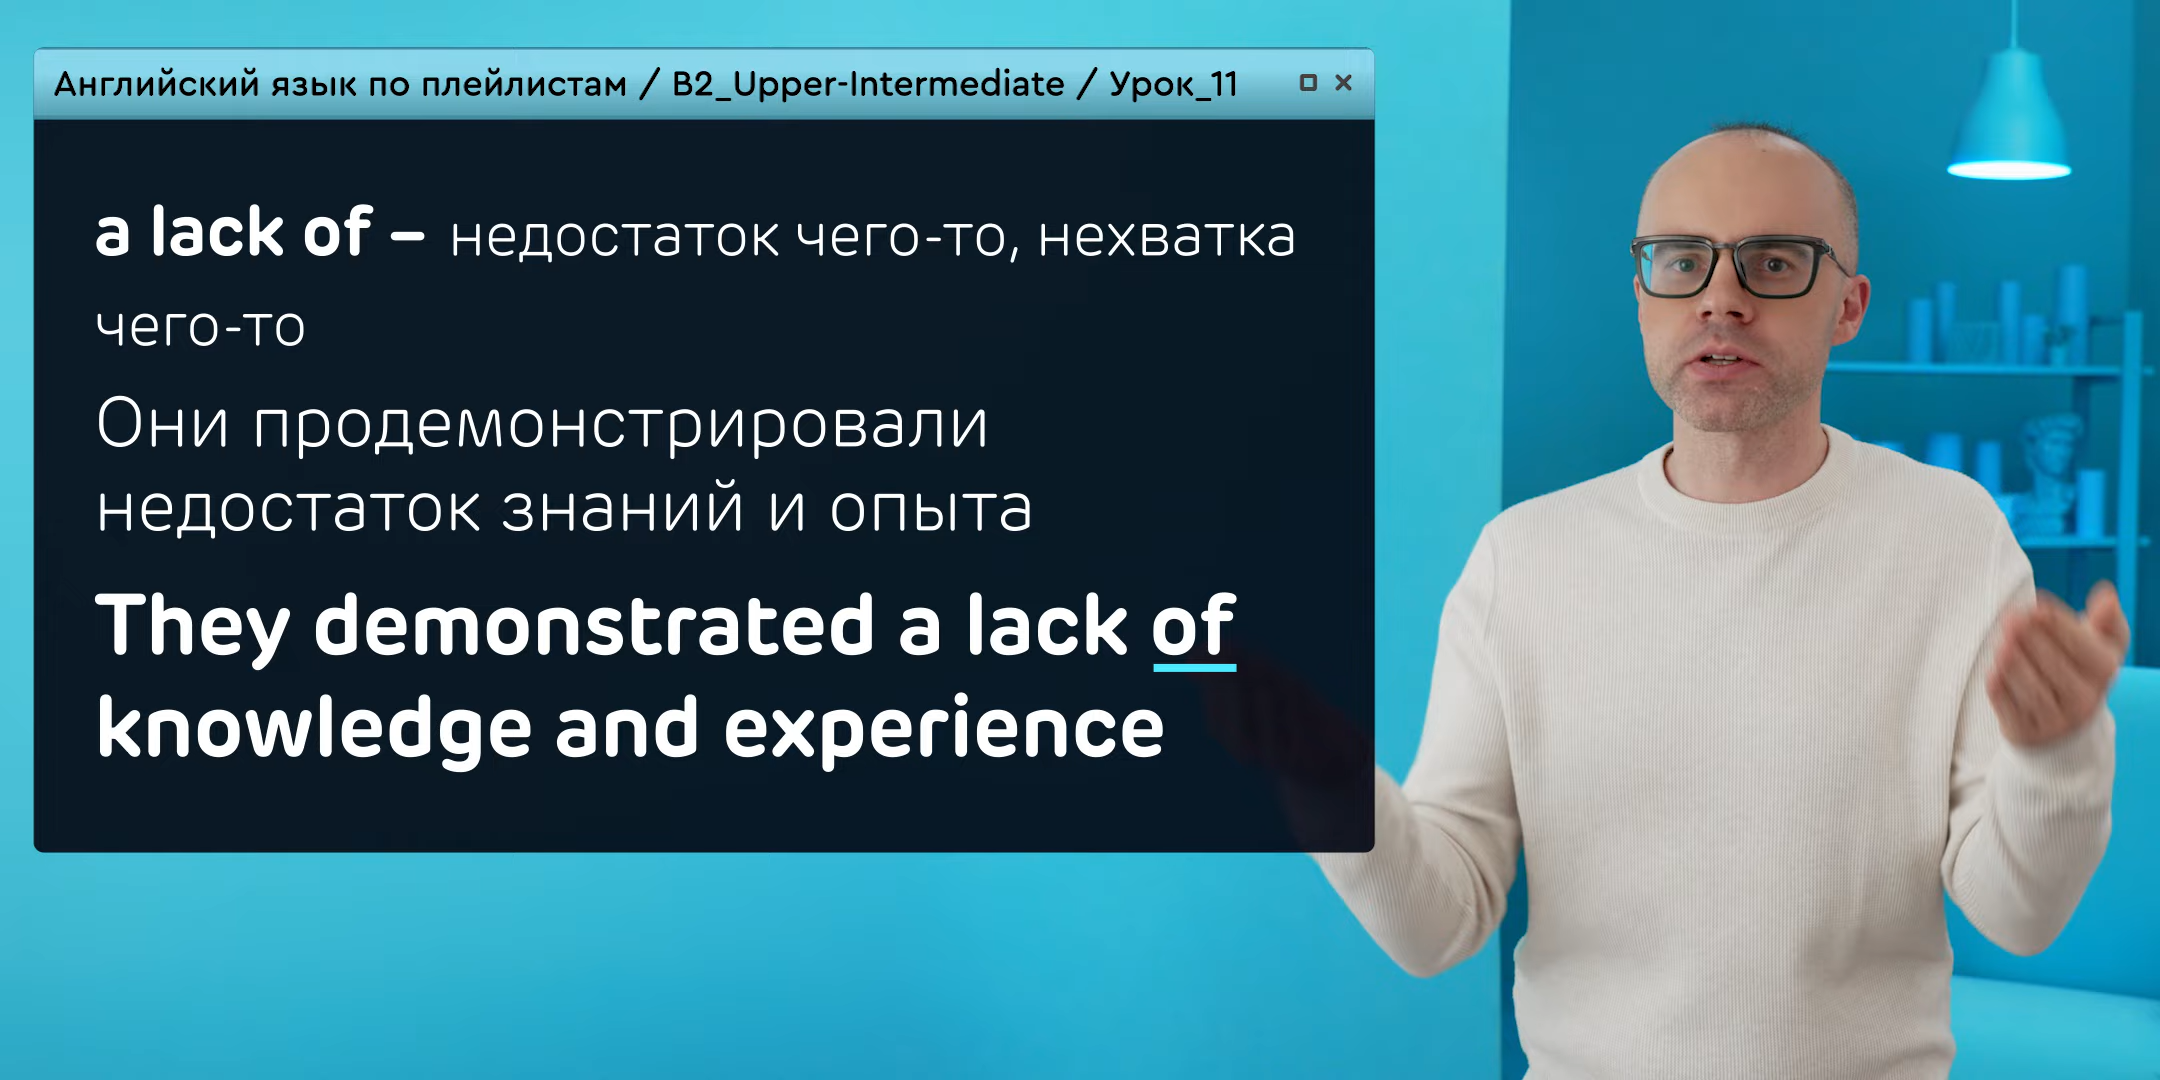 Английский язык по плейлистам / B2_Upper-Intermediate / Урок_11
a lack of – недостаток чего-то, нехватка
чего-то
Они продемонстрировали
недостаток знаний и опыта
They demonstrated a lack of
knowledge and experience